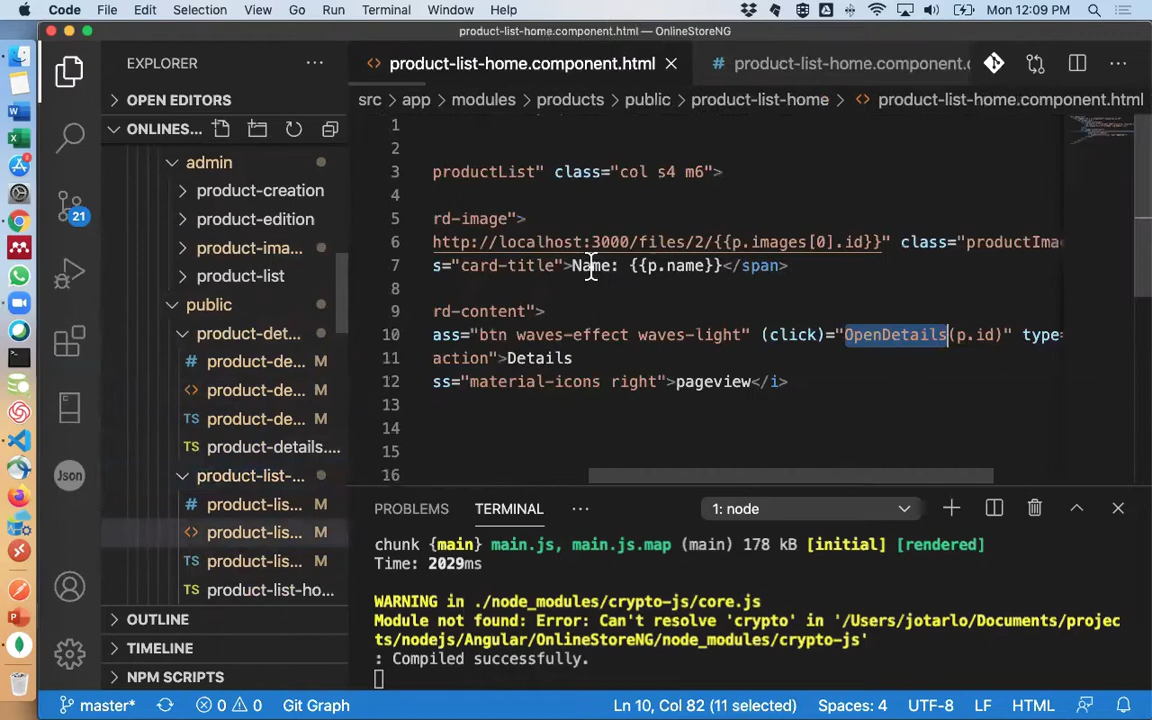 Code File Edit Selection View Go Run Terminal Window Help Mon 12:09 PM
product-list-home.component.html — OnlineStoreNG
EXPLORER
product-list-home.component.html
product-list-home.component.
src > app > modules > products > public > product-list-home > product-list-home.component.html
OPEN EDITORS
ONLINES...
admin
product-creation
product-edition
product-ima...
product-list
public
product-det...
product-de... M
product-de... M
product-de... M
product-details....
product-list-...
product-lis... M
product-lis... M
product-lis... M
product-list-ho...
OUTLINE
TIMELINE
NPM SCRIPTS
21
Json
1
2
3 productList" class="col s4 m6">
4
5 rd-image">
6 http://localhost:3000/files/2/{{p.images[0].id}}" class="productIma
7 s="card-title">Name: {{p.name}}</span>
8
9 rd-content">
10 ass="btn waves-effect waves-light" (click)="OpenDetails(p.id)" type=
11 action">Details
12 ss="material-icons right">pageview</i>
13
14
15
16
PROBLEMS TERMINAL ... 1: node
chunk {main} main.js, main.js.map (main) 178 kB [initial] [rendered]
Time: 2029ms
WARNING in ./node_modules/crypto-js/core.js
Module not found: Error: Can't resolve 'crypto' in '/Users/jotarlo/Documents/projec
ts/nodejs/Angular/OnlineStoreNG/node_modules/crypto-js'
: Compiled successfully.
master* 0 0 Git Graph Ln 10, Col 82 (11 selected) Spaces: 4 UTF-8 LF HTML